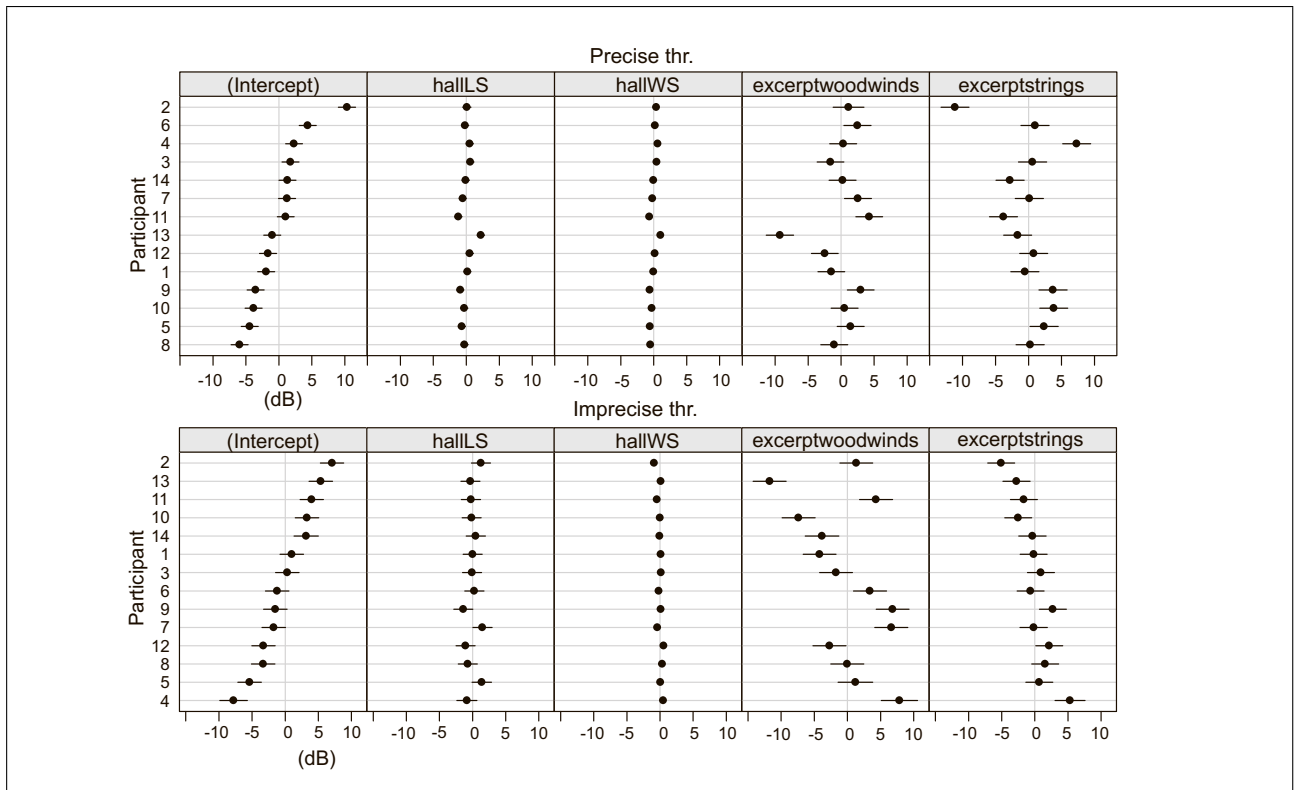 Precise thr.
(Intercept) hallLS hallWS excerptwoodwinds excerptstrings
Participant
2
6
4
3
14
7
11
13
12
1
9
10
5
8
-10 0 5 10 -10 -5 0 5 10 -10 -5 0 5 10 -10 -5 0 5 10 -10 -5 0 5 10
(dB)
Imprecise thr.
(Intercept) hallLS hallWS excerptwoodwinds excerptstrings
Participant
2
13
11
10
14
1
3
6
9
7
12
8
5
4
-10 -5 0 5 10 -10 -5 0 5 10 -10 -5 0 5 10 -10 -5 0 5 10 -10 -5 0 5 10
(dB)